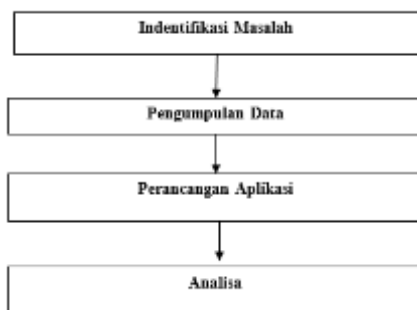 Indentifikasi Masalah
Pengumpulan Data
Perancangan Aplikasi
Analisa